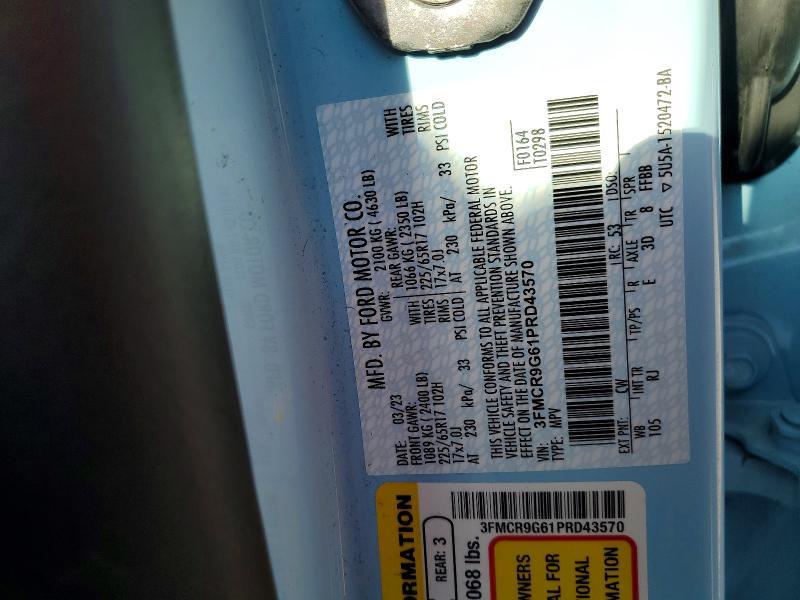 MFD. BY FORD MOTOR CO.
DATE: 03/23 GVWR: 2100 KG (4630 LB)
FRONT GAWR: REAR GAWR: WITH
1089 KG (2400 LB) 1066 KG (2350 LB) TIRES
225/65R17 102H WITH TIRES 225/65R17 102H RIMS
17x7.0J RIMS 17x7.0J
AT 230 kPa/ 33 PSI COLD AT 230 kPa/ 33 PSI COLD
THIS VEHICLE CONFORMS TO ALL APPLICABLE FEDERAL MOTOR
VEHICLE SAFETY AND THEFT PREVENTION STANDARDS IN
EFFECT ON THE DATE OF MANUFACTURE SHOWN ABOVE.
VIN: 3FMCR9G61PRD43570
TYPE: MPV
F0164
T0298
EXT PNT: CW RC: 53 DSO:
WB INT TR TP/PS R AXLE TR SPR
105 RJ E 3D 8 FFBB
UTC ▽ 5U5A-1520472-BA
ORMATION
REAR: 3
068 lbs.
3FMCR9G61PRD43570
OWNERS
AL FOR
IONAL
MATION